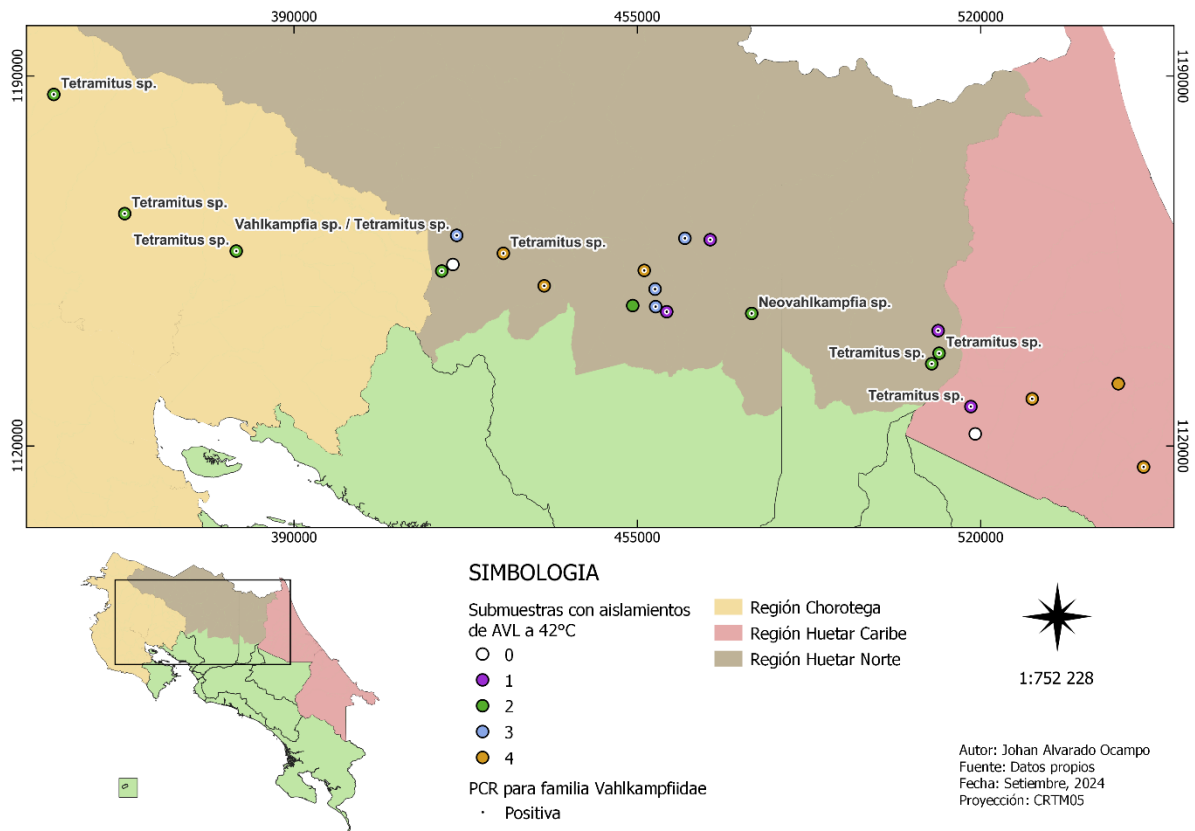 390000
455000
520000
1190000
1190000
Tetramitus sp.
Tetramitus sp.
Vahlkampfia sp. / Tetramitus sp.
Tetramitus sp.
Tetramitus sp.
Neovahlkampfia sp.
Tetramitus sp.
Tetramitus sp.
Tetramitus sp.
1120000
1120000
390000
455000
520000
SIMBOLOGIA
Submuestras con aislamientos
de AVL a 42°C
0
1
2
3
4
PCR para familia Vahlkampfiidae
Positiva
Región Chorotega
Región Huetar Caribe
Región Huetar Norte
1:752 228
Autor: Johan Alvarado Ocampo
Fuente: Datos propios
Fecha: Setiembre, 2024
Proyección: CRTM05